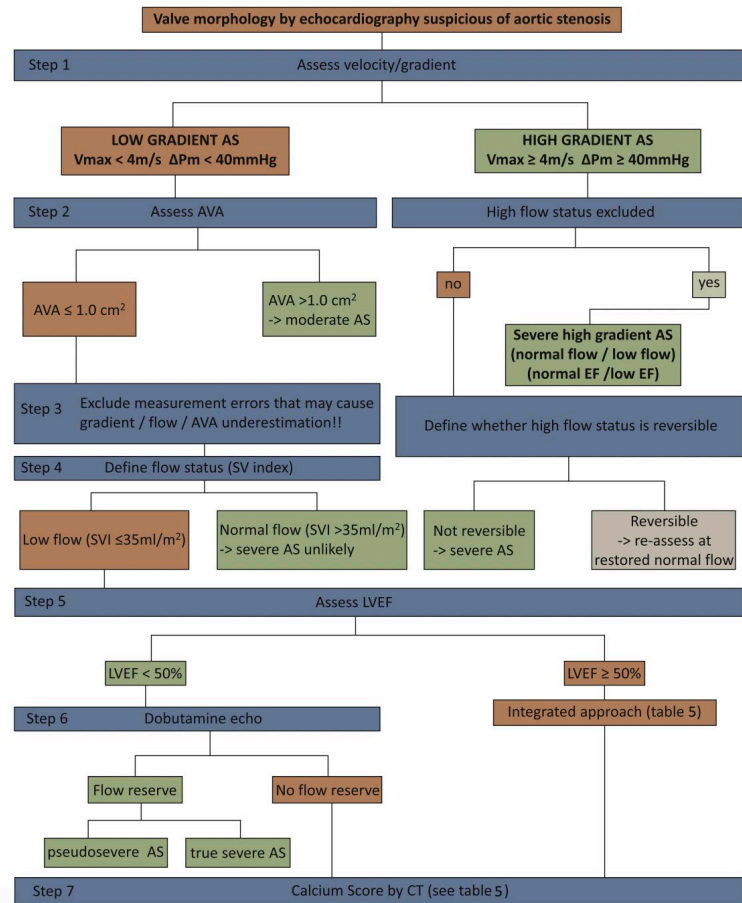 Valve morphology by echocardiography suspicious of aortic stenosis
Step 1
Assess velocity/gradient
LOW GRADIENT AS
Vmax < 4m/s ΔPm < 40mmHg
HIGH GRADIENT AS
Vmax ≥ 4m/s ΔPm ≥ 40mmHg
Step 2
Assess AVA
High flow status excluded
AVA ≤ 1.0 cm²
AVA >1.0 cm²
-> moderate AS
no
yes
Severe high gradient AS
(normal flow / low flow)
(normal EF /low EF)
Step 3
Exclude measurement errors that may cause
gradient / flow / AVA underestimation!!
Define whether high flow status is reversible
Step 4
Define flow status (SV index)
Low flow (SVI ≤35ml/m²)
Normal flow (SVI >35ml/m²)
-> severe AS unlikely
Not reversible
-> severe AS
Reversible
-> re-assess at
restored normal flow
Step 5
Assess LVEF
LVEF < 50%
LVEF ≥ 50%
Step 6
Dobutamine echo
Integrated approach (table 5)
Flow reserve
No flow reserve
pseudosevere AS
true severe AS
Step 7
Calcium Score by CT (see table 5)